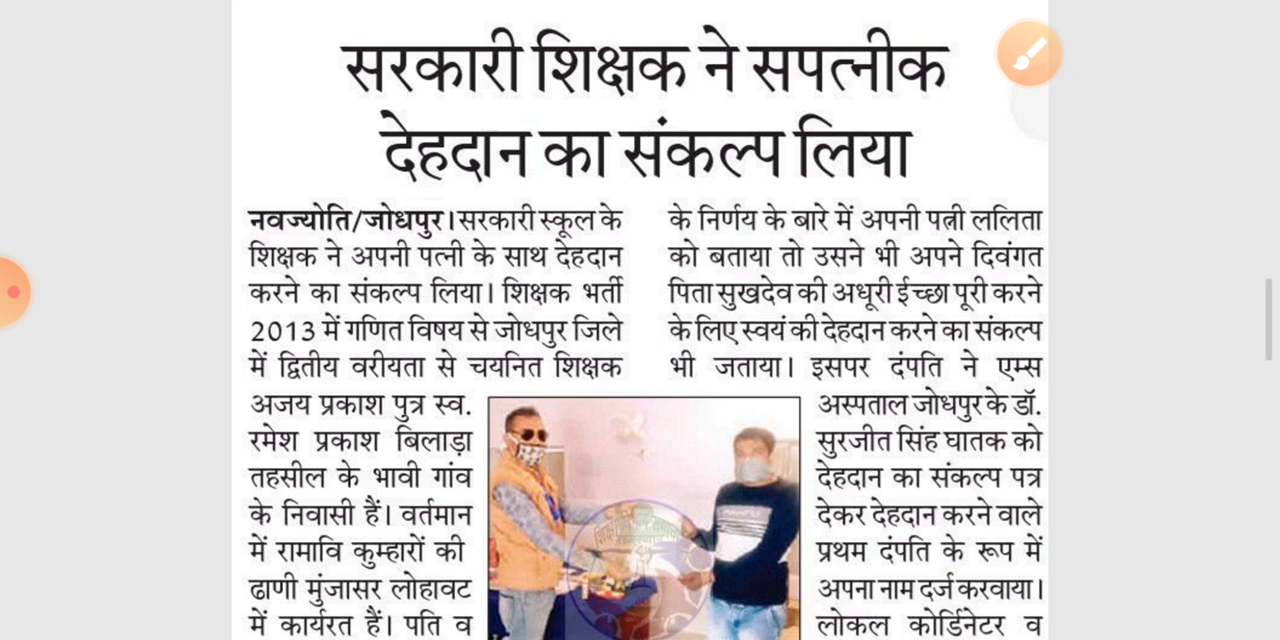 सरकारी शिक्षक ने सपत्नीक
देहदान का संकल्प लिया
नवज्योति/जोधपुर। सरकारी स्कूल के
शिक्षक ने अपनी पत्नी के साथ देहदान
करने का संकल्प लिया। शिक्षक भर्ती
2013 में गणित विषय से जोधपुर जिले
में द्वितीय वरीयता से चयनित शिक्षक
अजय प्रकाश पुत्र स्व.
रमेश प्रकाश बिलाड़ा
तहसील के भावी गांव
के निवासी हैं। वर्तमान
में रामावि कुम्हारों की
ढाणी मुंजासर लोहावट
में कार्यरत हैं। पति व
के निर्णय के बारे में अपनी पत्नी ललिता
को बताया तो उसने भी अपने दिवंगत
पिता सुखदेव की अधूरी ईच्छा पूरी करने
के लिए स्वयं की देहदान करने का संकल्प
भी जताया। इसपर दंपति ने एम्स
अस्पताल जोधपुर के डॉ.
सुरजीत सिंह घातक को
देहदान का संकल्प पत्र
देकर देहदान करने वाले
प्रथम दंपति के रूप में
अपना नाम दर्ज करवाया।
लोकल कोर्डिनेटर व